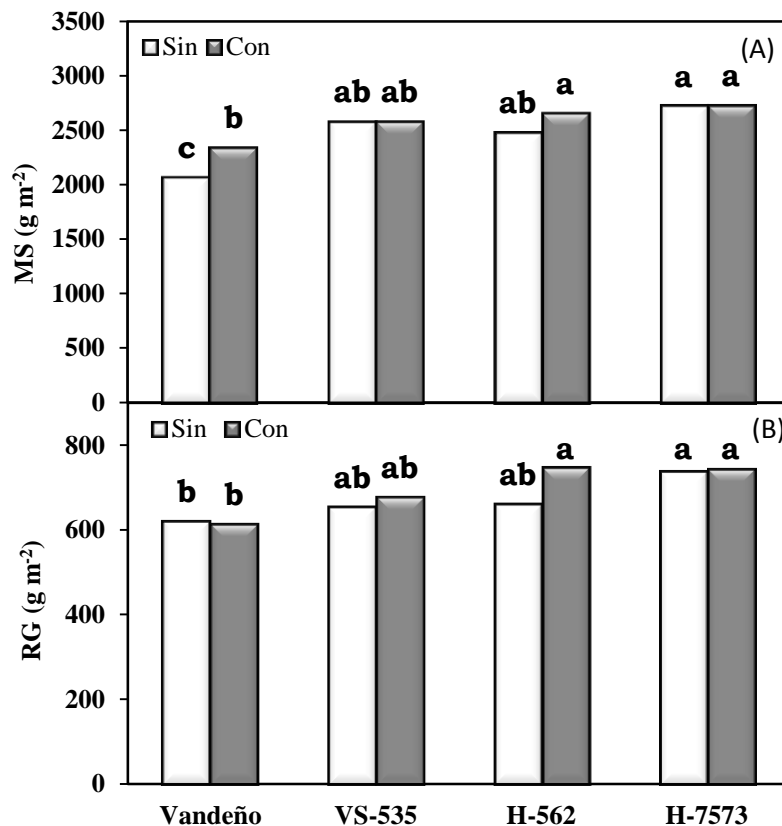 3500
Sin Con
(A)
3000
a a
ab ab
a
ab
b
2500
c
2000
MS (g m-2)
1500
1000
500
0
Sin Con
(B)
800
a
a a
ab
ab
ab
b b
600
RG (g m-2)
400
200
0
Vandeño VS-535 H-562 H-7573